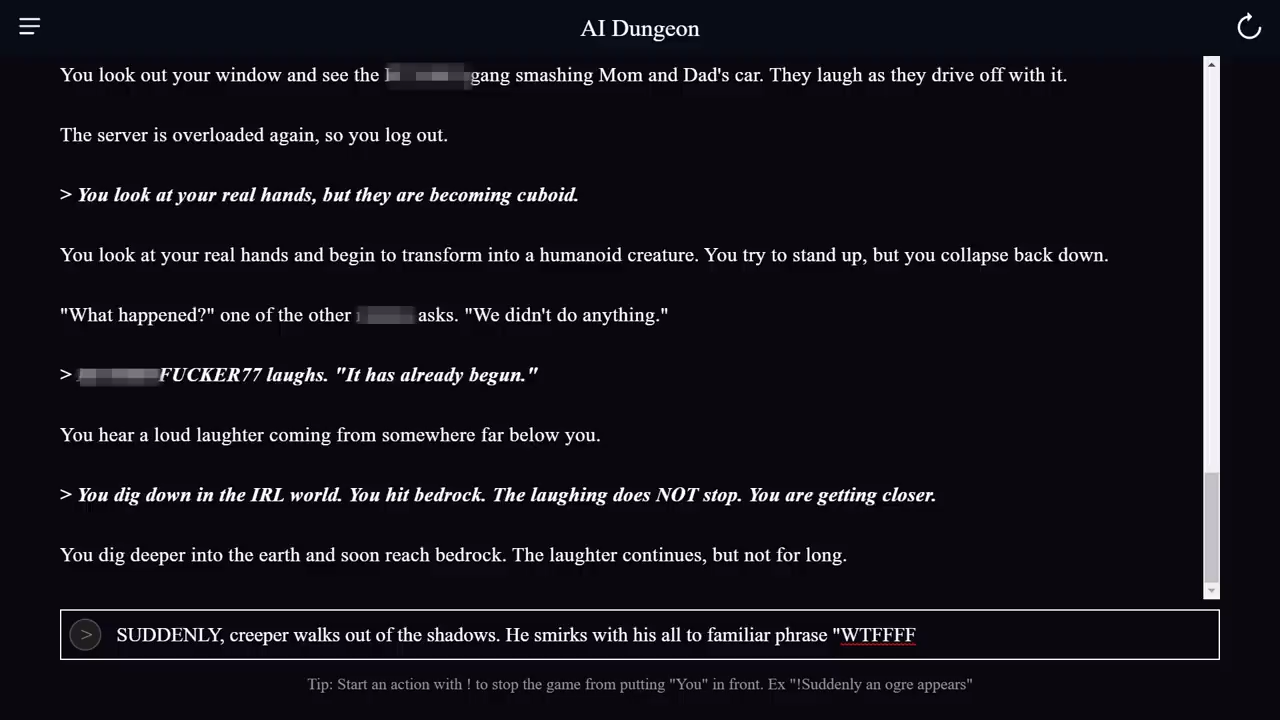 AI Dungeon
You look out your window and see the gang smashing Mom and Dad's car. They laugh as they drive off with it.
The server is overloaded again, so you log out.
> You look at your real hands, but they are becoming cuboid.
You look at your real hands and begin to transform into a humanoid creature. You try to stand up, but you collapse back down.
"What happened?" one of the other asks. "We didn't do anything."
> FUCKER77 laughs. "It has already begun."
You hear a loud laughter coming from somewhere far below you.
> You dig down in the IRL world. You hit bedrock. The laughing does NOT stop. You are getting closer.
You dig deeper into the earth and soon reach bedrock. The laughter continues, but not for long.
> SUDDENLY, creeper walks out of the shadows. He smirks with his all to familiar phrase "WTFFFF
Tip: Start an action with ! to stop the game from putting "You" in front. Ex "!Suddenly an ogre appears"